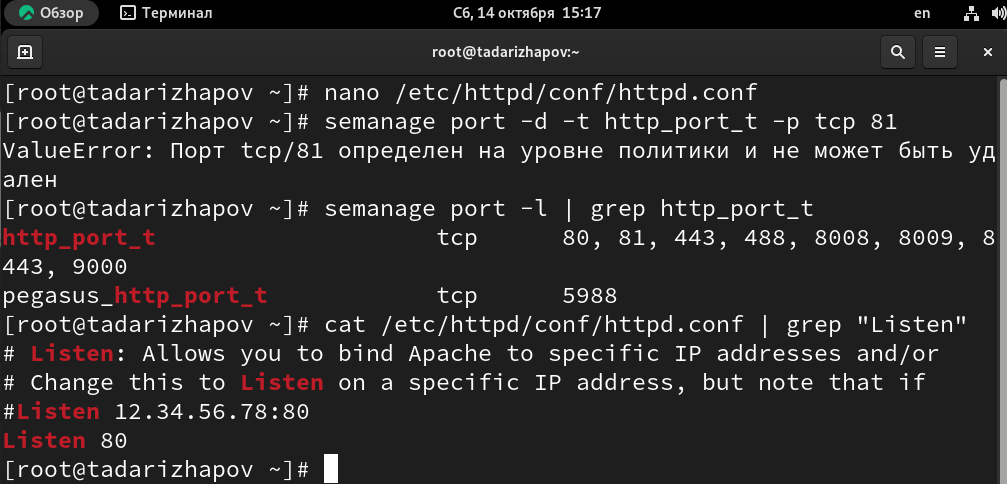 Обзор Терминал Сб, 14 октября 15:17 en
root@tadarizhapov:~
[root@tadarizhapov ~]# nano /etc/httpd/conf/httpd.conf
[root@tadarizhapov ~]# semanage port -d -t http_port_t -p tcp 81
ValueError: Порт tcp/81 определен на уровне политики и не может быть уд
ален
[root@tadarizhapov ~]# semanage port -l | grep http_port_t
http_port_t tcp 80, 81, 443, 488, 8008, 8009, 8
443, 9000
pegasus_http_port_t tcp 5988
[root@tadarizhapov ~]# cat /etc/httpd/conf/httpd.conf | grep "Listen"
# Listen: Allows you to bind Apache to specific IP addresses and/or
# Change this to Listen on a specific IP address, but note that if
#Listen 12.34.56.78:80
Listen 80
[root@tadarizhapov ~]#